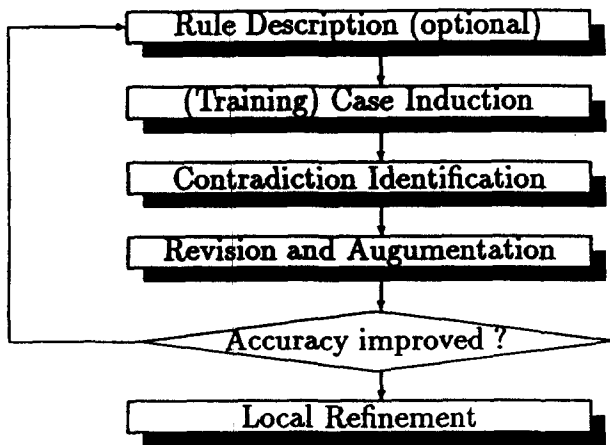 Rule Description (optional)
(Training) Case Induction
Contradiction Identification
Revision and Augumentation
Accuracy improved ?
Local Refinement